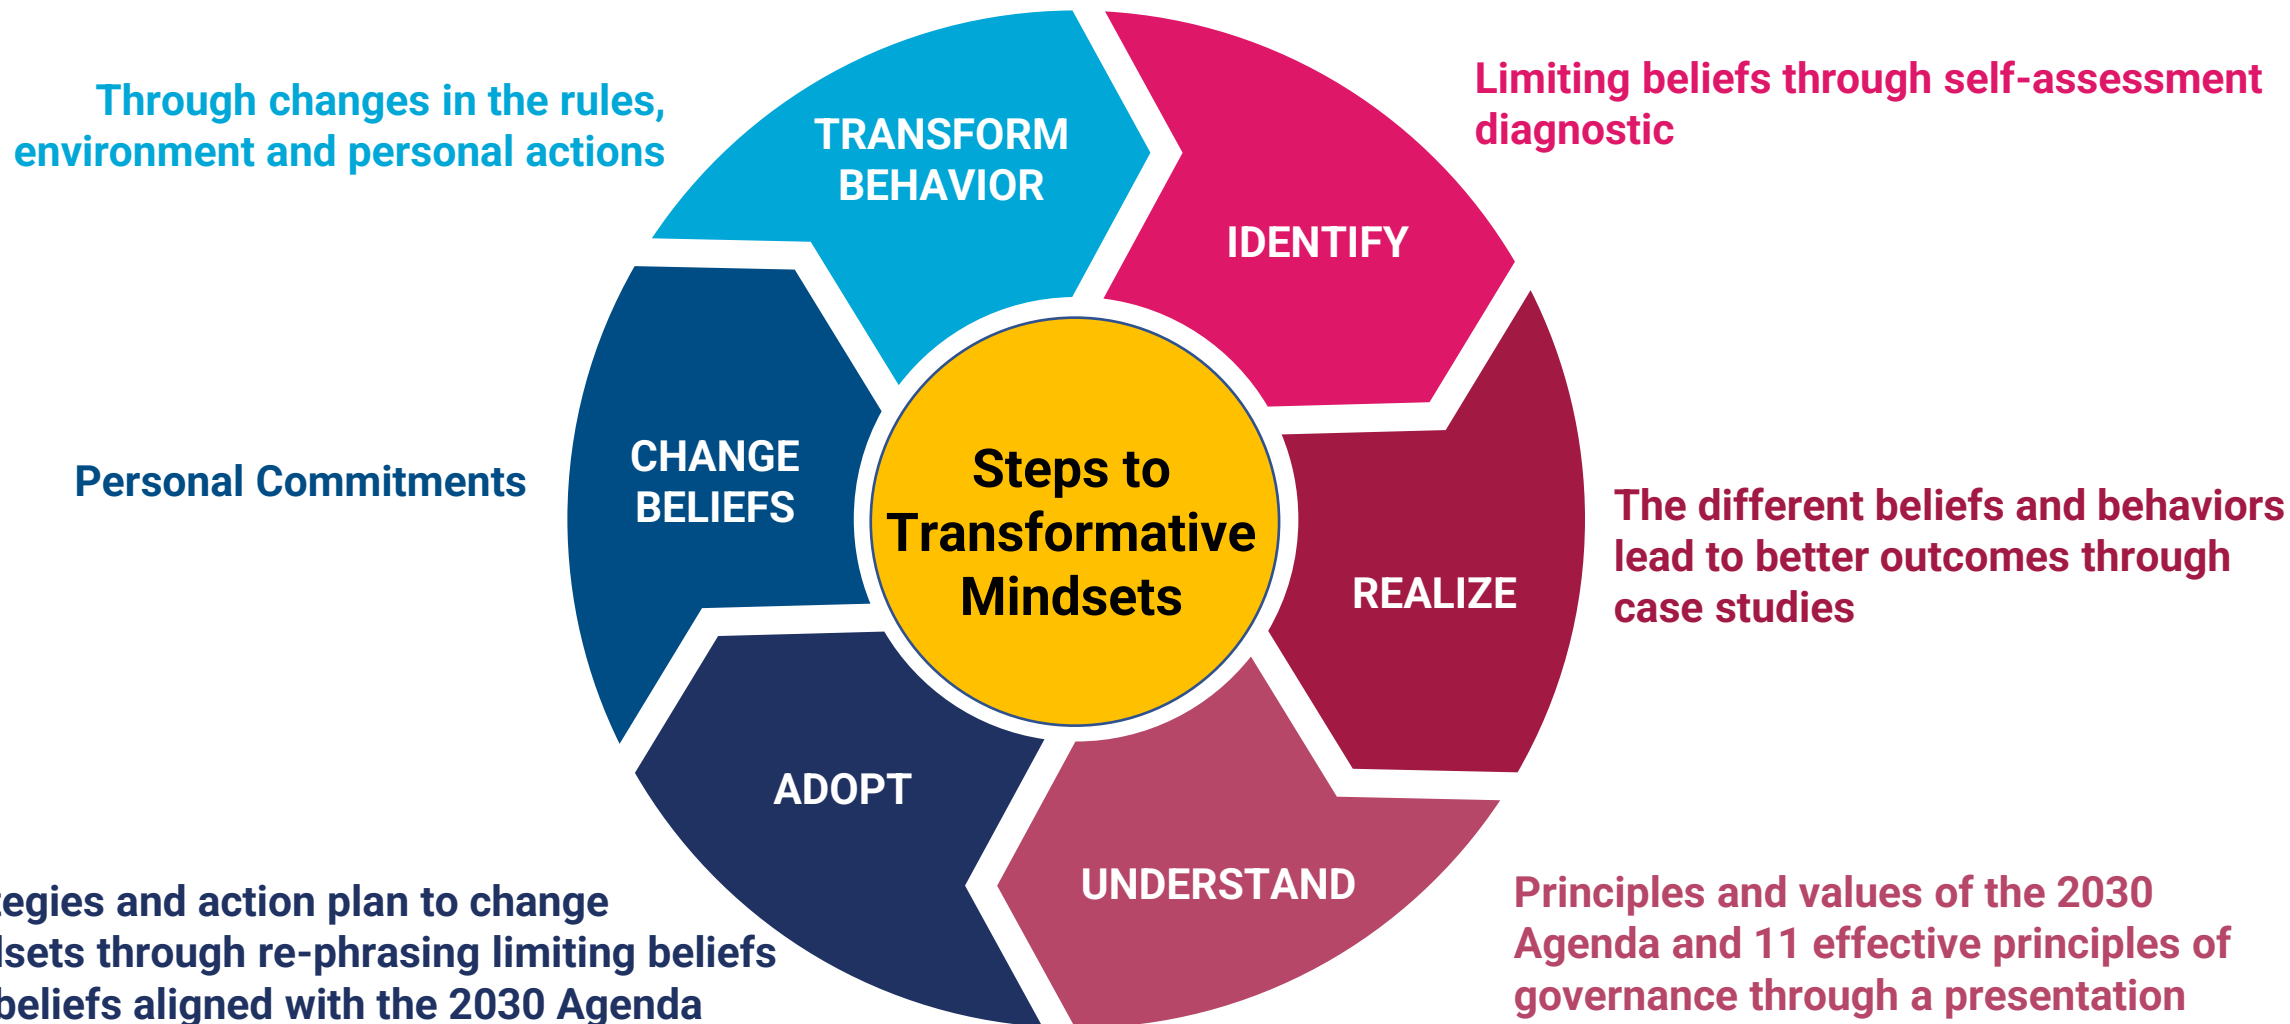 Through changes in the rules,
environment and personal actions
TRANSFORM
BEHAVIOR
IDENTIFY
Limiting beliefs through self-assessment
diagnostic
CHANGE
BELIEFS
Personal Commitments
Steps to
Transformative
Mindsets
REALIZE
The different beliefs and behaviors
lead to better outcomes through
case studies
ADOPT
and action plan to change
through re-phrasing limiting beliefs
beliefs aligned with the 2030 Agenda
UNDERSTAND
Principles and values of the 2030
Agenda and 11 effective principles of
governance through a presentation